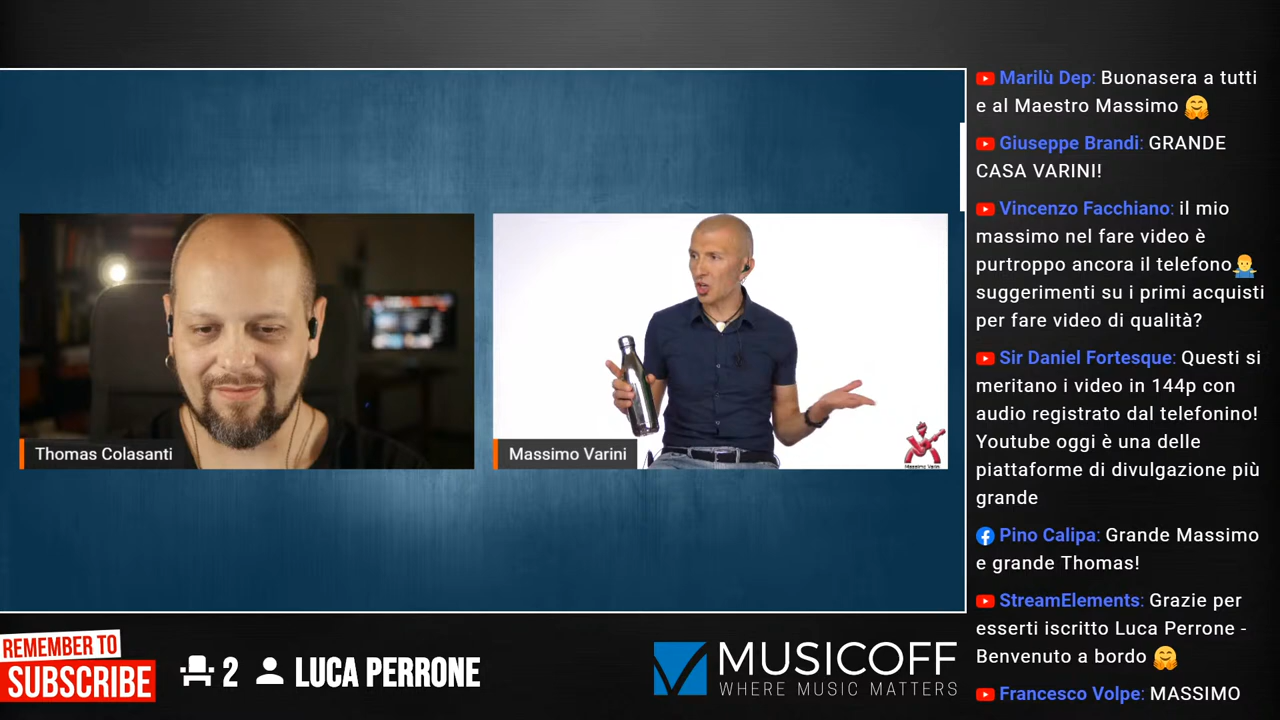 Marilù Dep: Buonasera a tutti
e al Maestro Massimo 🤗
Giuseppe Brandi: GRANDE
CASA VARINI!
Vincenzo Facchiano: il mio
massimo nel fare video è
purtroppo ancora il telefono🤷‍♂️
suggerimenti su i primi acquisti
per fare video di qualità?
Sir Daniel Fortesque: Questi si
meritano i video in 144p con
audio registrato dal telefonino!
Youtube oggi è una delle
piattaforme di divulgazione più
grande
Pino Calipa: Grande Massimo
e grande Thomas!
StreamElements: Grazie per
esserti iscritto Luca Perrone -
Benvenuto a bordo 🤗
Francesco Volpe: MASSIMO
Thomas Colasanti
Massimo Varini
Massimo Varini
REMEMBER TO
SUBSCRIBE
2
LUCA PERRONE
MUSICOFF
WHERE MUSIC MATTERS